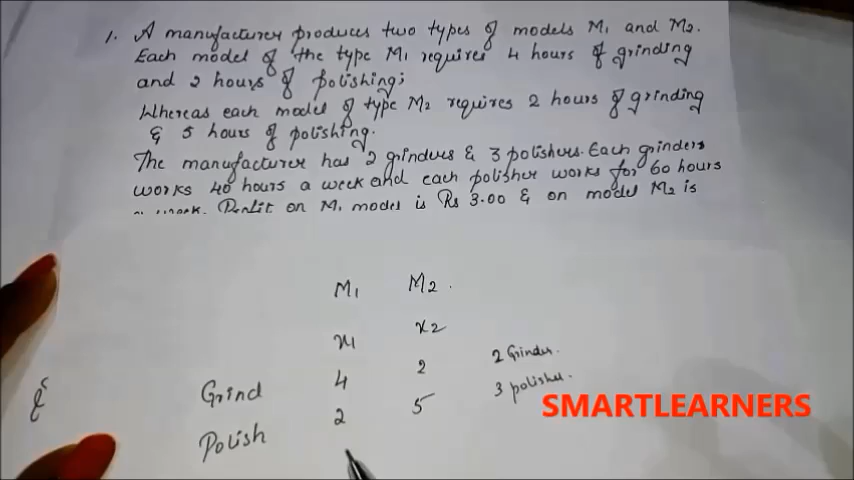 1. A manufacturer produces two types of models M1 and M2.
Each model of the type M1 requires 4 hours of grinding
and 2 hours of polishing;
Whereas each model of type M2 requires 2 hours of grinding
& 5 hours of polishing.
The manufacturer has 2 grinders & 3 polishers. Each grinders
works 40 hours a week and each polisher works for 60 hours
a week. Profit on M1 model is Rs 3.00 & on model M2 is
M1 M2.
x1 x2
2 Grinder.
Grind 4 2
3 polisher.
Polish 2 5
SMARTLEARNERS